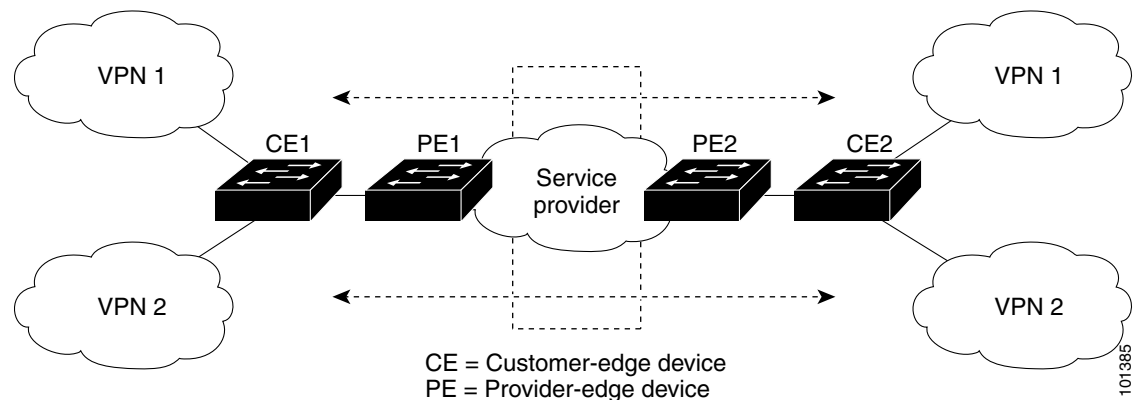 VPN 1
VPN 1
CE1
PE1
PE2
CE2
Service
provider
VPN 2
VPN 2
CE = Customer-edge device
PE = Provider-edge device
101385